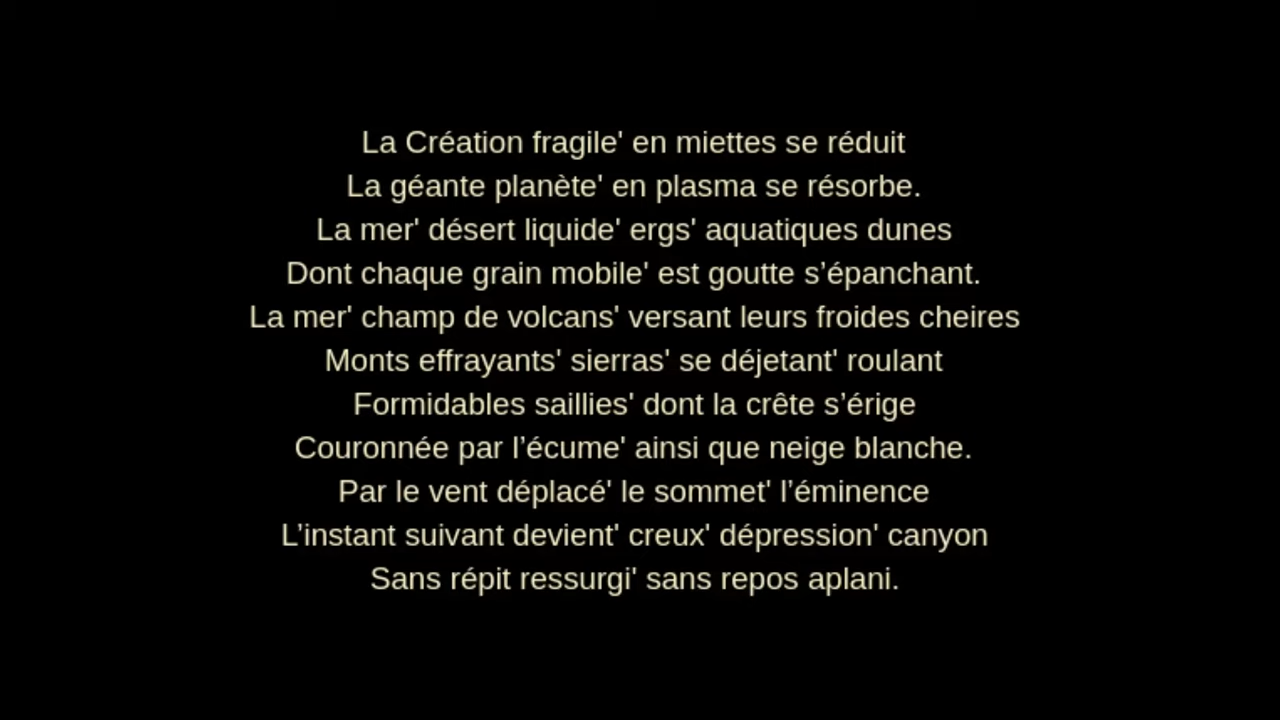 La Création fragile' en miettes se réduit
La géante planète' en plasma se résorbe.
La mer' désert liquide' ergs' aquatiques dunes
Dont chaque grain mobile' est goutte s’épanchant.
La mer' champ de volcans' versant leurs froides cheires
Monts effrayants' sierras' se déjetant' roulant
Formidables saillies' dont la crête s’érige
Couronnée par l’écume' ainsi que neige blanche.
Par le vent déplacé' le sommet' l’éminence
L’instant suivant devient' creux' dépression' canyon
Sans répit ressurgi' sans repos aplani.